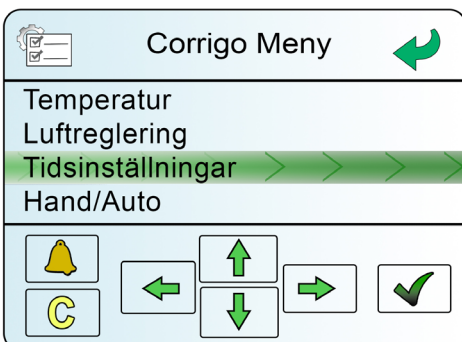 Corrigo Meny
Temperatur
Luftreglering
Tidsinställningar
Hand/Auto
C